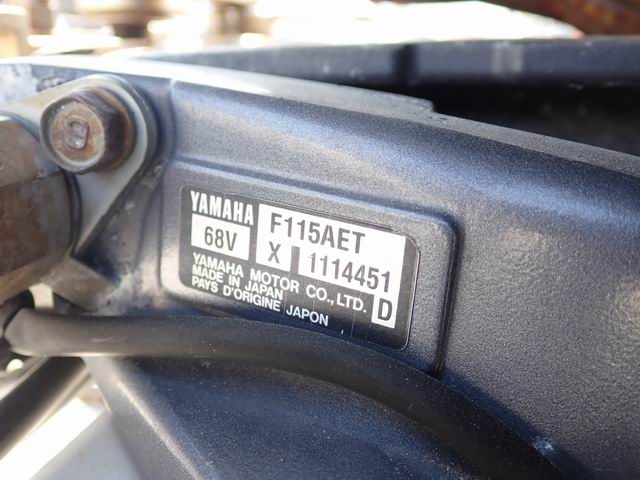 YAMAHA F115AET
68V X 1114451
YAMAHA MOTOR CO.,LTD. D
MADE IN JAPAN
PAYS D'ORIGINE JAPON